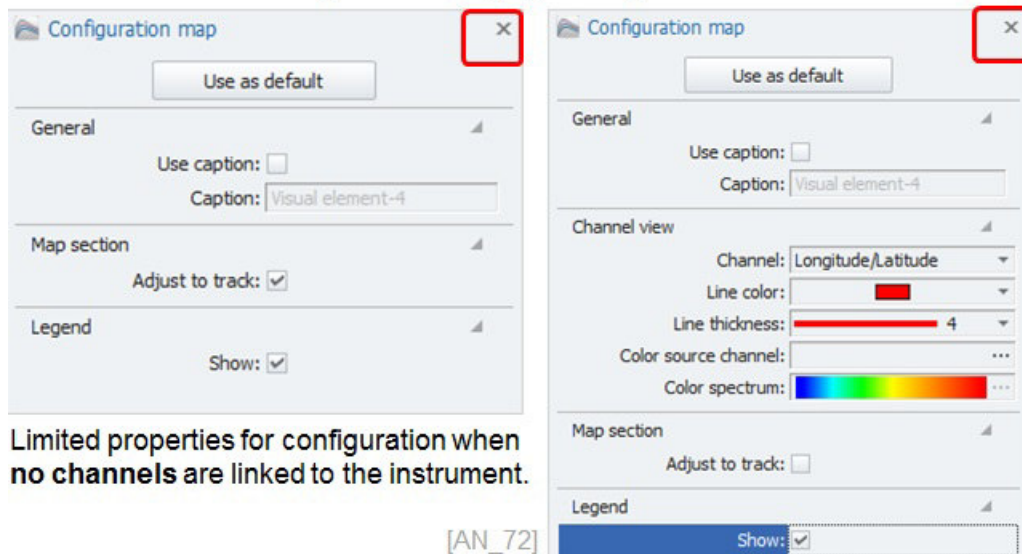 Configuration map
Use as default
General
Use caption:
Caption: Visual element-4
Map section
Adjust to track:
Legend
Show:
Limited properties for configuration when
no channels are linked to the instrument.
[AN_72]
Configuration map
Use as default
General
Use caption:
Caption: Visual element-4
Channel view
Channel: Longitude/Latitude
Line color:
Line thickness: 4
Color source channel: ...
Color spectrum: ...
Map section
Adjust to track:
Legend
Show: